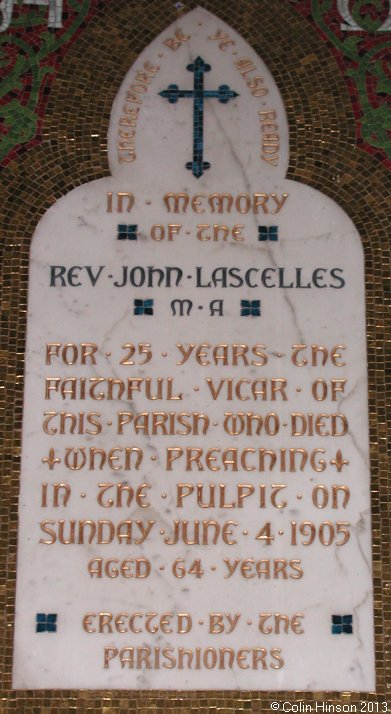 THEREFORE · BE · YE · ALSO · READY
IN · MEMORY
OF · THE
REV · JOHN · LASCELLES
M · A
FOR · 25 · YEARS · THE
FAITHFUL · VICAR · OF
THIS · PARISH · WHO · DIED
WHEN · PREACHING
IN · THE · PULPIT · ON
SUNDAY · JUNE · 4 · 1905
AGED · 64 · YEARS
ERECTED · BY · THE
PARISHIONERS
©Colin Hinson 2013